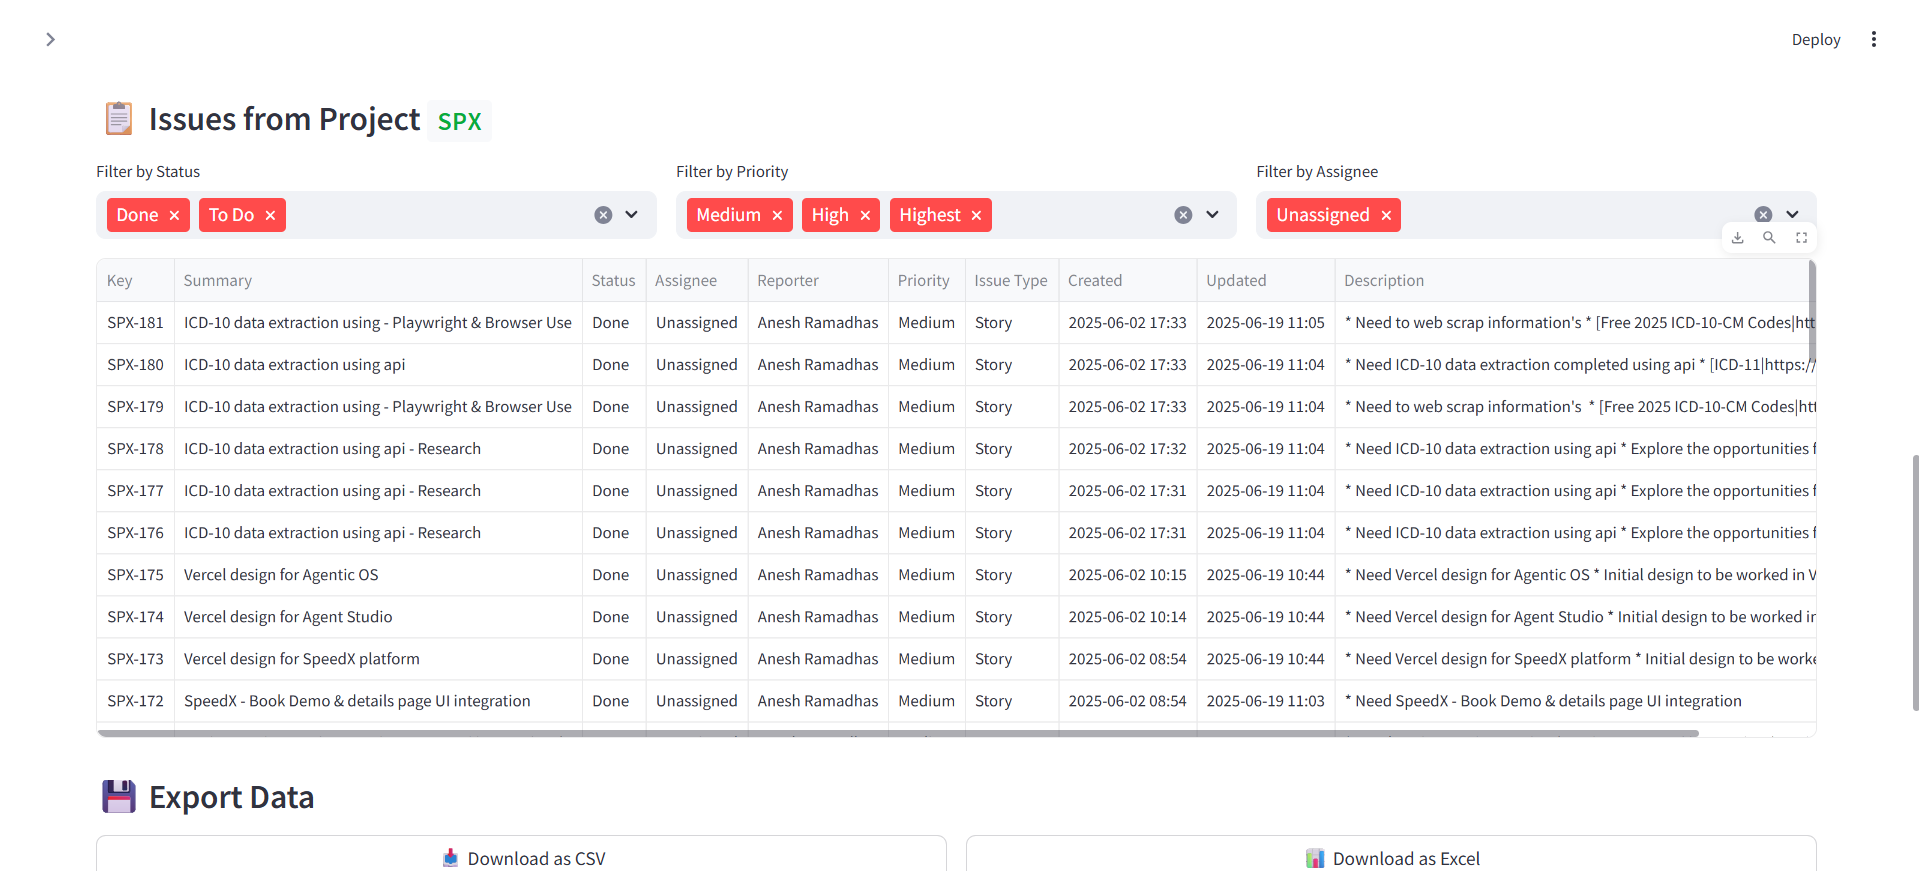 Deploy
Issues from Project SPX
Filter by Status
Filter by Priority
Filter by Assignee
Done
To Do
Medium
High
Highest
Unassigned
Key Summary Status Assignee Reporter Priority Issue Type Created Updated Description
SPX-181 ICD-10 data extraction using - Playwright & Browser Use Done Unassigned Anesh Ramadhas Medium Story 2025-06-02 17:33 2025-06-19 11:05 * Need to web scrap information's * [Free 2025 ICD-10-CM Codes|htt
SPX-180 ICD-10 data extraction using api Done Unassigned Anesh Ramadhas Medium Story 2025-06-02 17:33 2025-06-19 11:04 * Need ICD-10 data extraction completed using api * [ICD-11|https://
SPX-179 ICD-10 data extraction using - Playwright & Browser Use Done Unassigned Anesh Ramadhas Medium Story 2025-06-02 17:33 2025-06-19 11:04 * Need to web scrap information's * [Free 2025 ICD-10-CM Codes|htt
SPX-178 ICD-10 data extraction using api - Research Done Unassigned Anesh Ramadhas Medium Story 2025-06-02 17:32 2025-06-19 11:04 * Need ICD-10 data extraction using api * Explore the opportunities f
SPX-177 ICD-10 data extraction using api - Research Done Unassigned Anesh Ramadhas Medium Story 2025-06-02 17:31 2025-06-19 11:04 * Need ICD-10 data extraction using api * Explore the opportunities f
SPX-176 ICD-10 data extraction using api - Research Done Unassigned Anesh Ramadhas Medium Story 2025-06-02 17:31 2025-06-19 11:04 * Need ICD-10 data extraction using api * Explore the opportunities f
SPX-175 Vercel design for Agentic OS Done Unassigned Anesh Ramadhas Medium Story 2025-06-02 10:15 2025-06-19 10:44 * Need Vercel design for Agentic OS * Initial design to be worked in V
SPX-174 Vercel design for Agent Studio Done Unassigned Anesh Ramadhas Medium Story 2025-06-02 10:14 2025-06-19 10:44 * Need Vercel design for Agent Studio * Initial design to be worked in
SPX-173 Vercel design for SpeedX platform Done Unassigned Anesh Ramadhas Medium Story 2025-06-02 08:54 2025-06-19 10:44 * Need Vercel design for SpeedX platform * Initial design to be worke
SPX-172 SpeedX - Book Demo & details page UI integration Done Unassigned Anesh Ramadhas Medium Story 2025-06-02 08:54 2025-06-19 11:03 * Need SpeedX - Book Demo & details page UI integration
Export Data
Download as CSV
Download as Excel